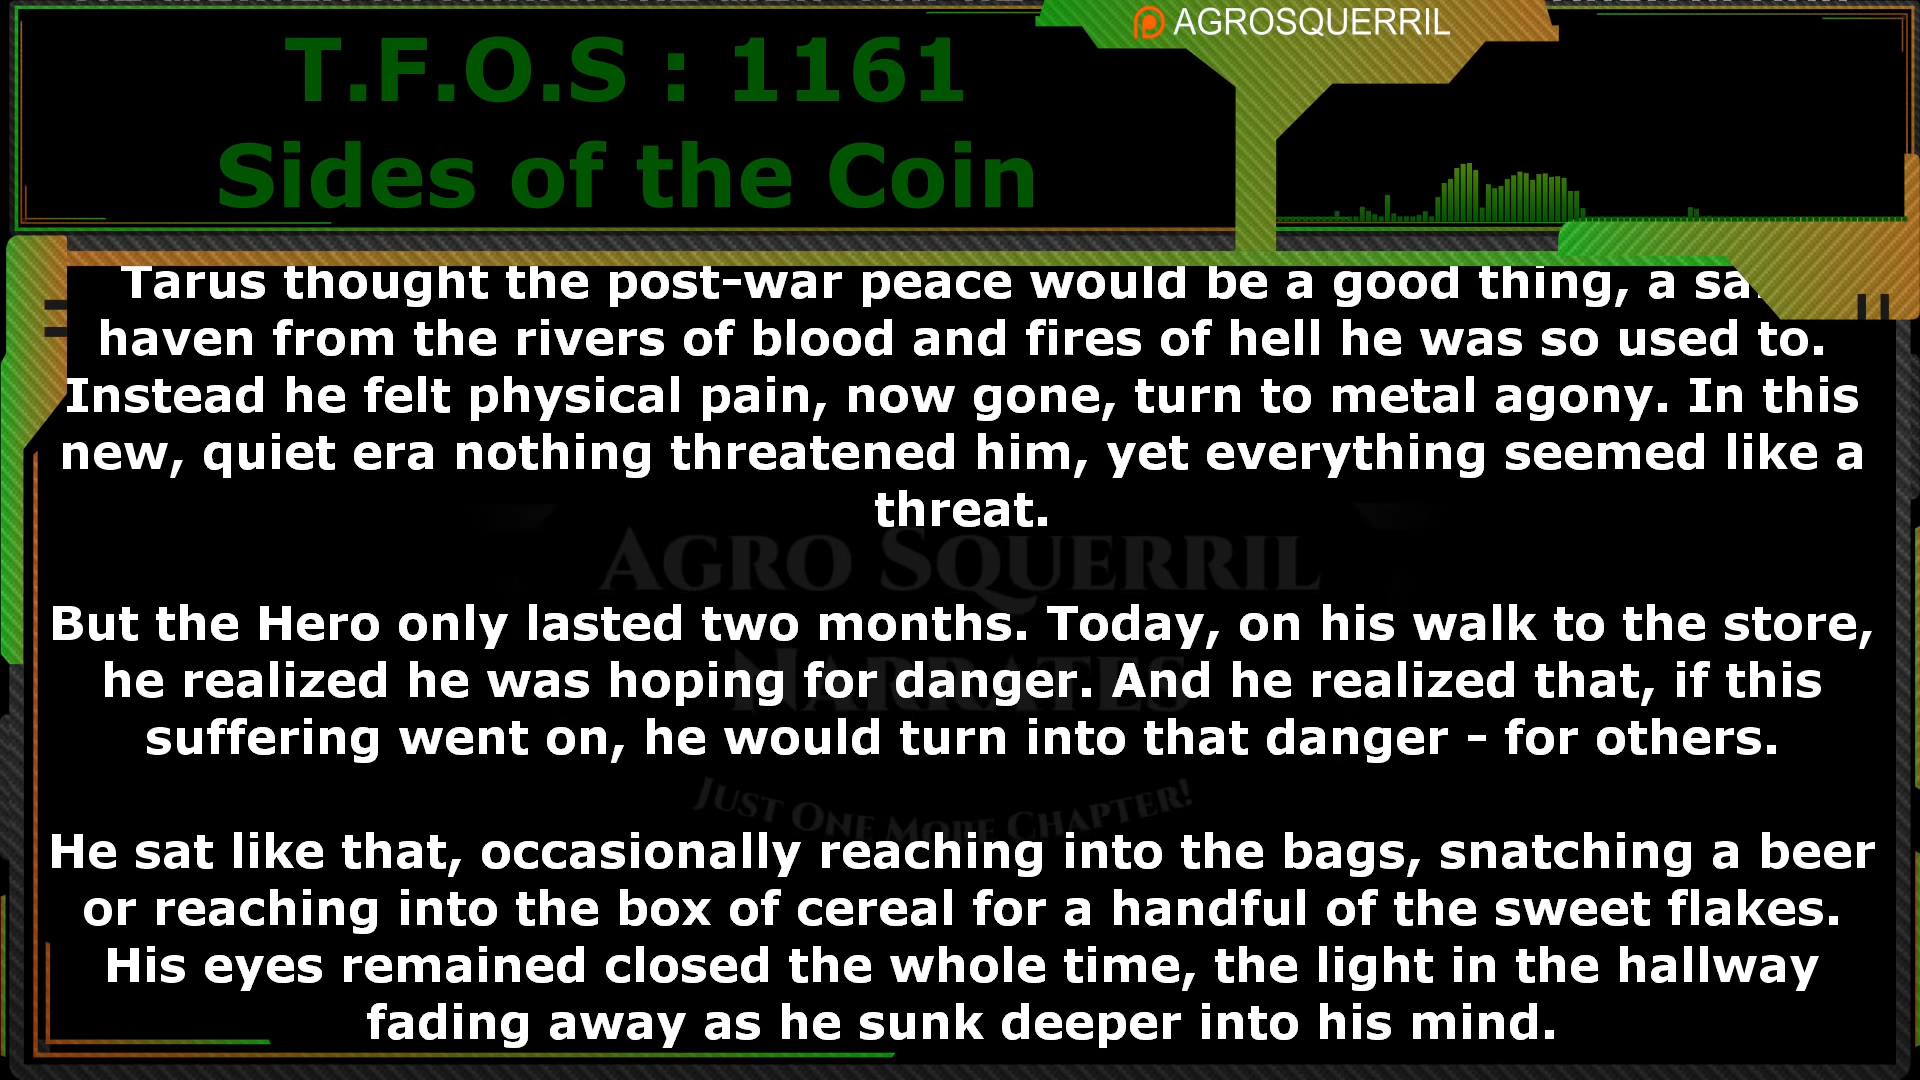 AGROSQUERRIL
T.F.O.S : 1161
Sides of the Coin
Tarus thought the post-war peace would be a good thing, a
haven from the rivers of blood and fires of hell he was so used to.
Instead he felt physical pain, now gone, turn to metal agony. In this
new, quiet era nothing threatened him, yet everything seemed like a
threat.
AGRO SQUERRIL
But the Hero only lasted two months. Today, on his walk to the store,
he realized he was hoping for danger. And he realized that, if this
NARRATES
suffering went on, he would turn into that danger - for others.
JUST ONE MORE CHAPTER!
He sat like that, occasionally reaching into the bags, snatching a beer
or reaching into the box of cereal for a handful of the sweet flakes.
His eyes remained closed the whole time, the light in the hallway
fading away as he sunk deeper into his mind.